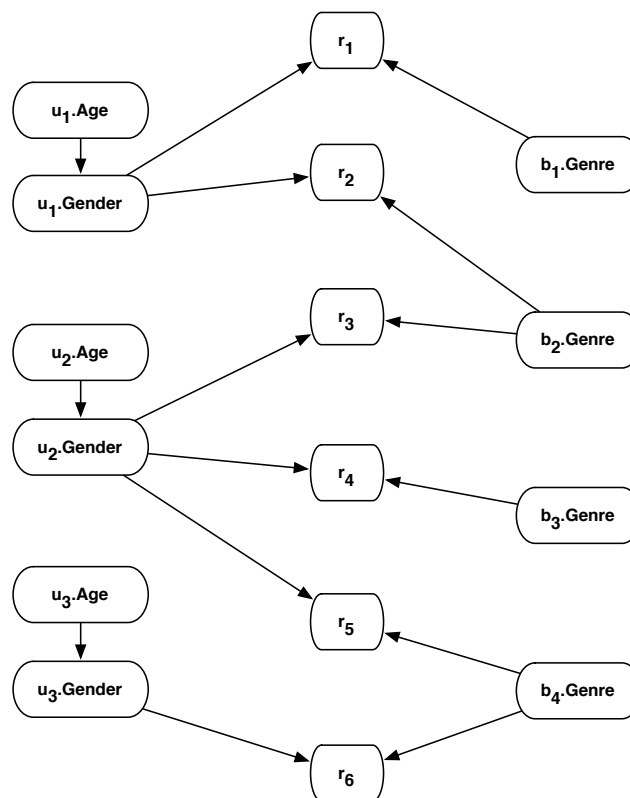 r1
u1.Age
b1.Genre
r2
u1.Gender
r3
b2.Genre
u2.Age
u2.Gender
r4
b3.Genre
u3.Age
r5
u3.Gender
b4.Genre
r6